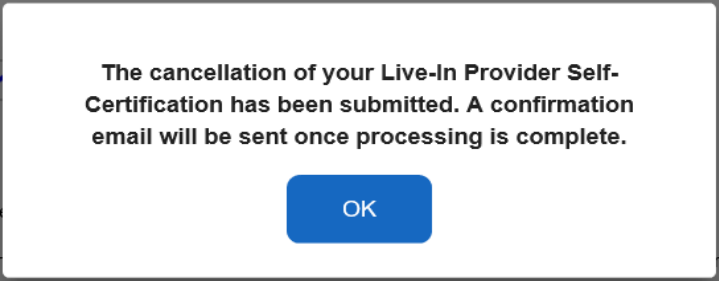 The cancellation of your Live-In Provider Self-
Certification has been submitted. A confirmation
email will be sent once processing is complete.
OK